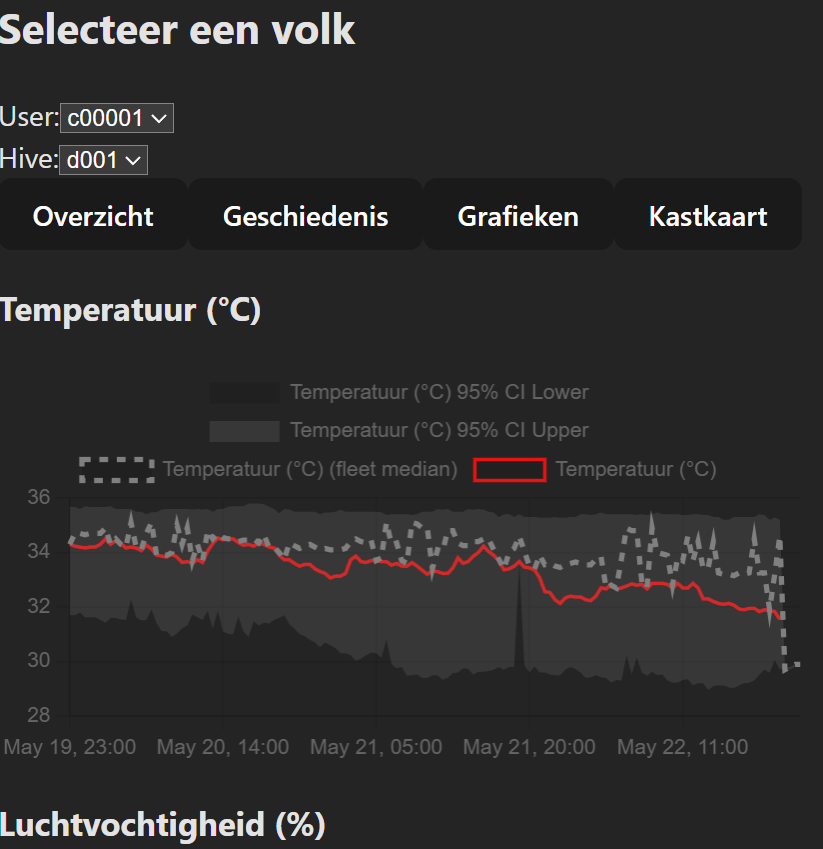 Selecteer een volk
User: c00001
Hive: d001
Overzicht Geschiedenis Grafieken Kastkaart
Temperatuur (°C)
Temperatuur (°C) 95% CI Lower
Temperatuur (°C) 95% CI Upper
Temperatuur (°C) (fleet median) Temperatuur (°C)
36
34
32
30
28
May 19, 23:00 May 20, 14:00 May 21, 05:00 May 21, 20:00 May 22, 11:00
Luchtvochtigheid (%)